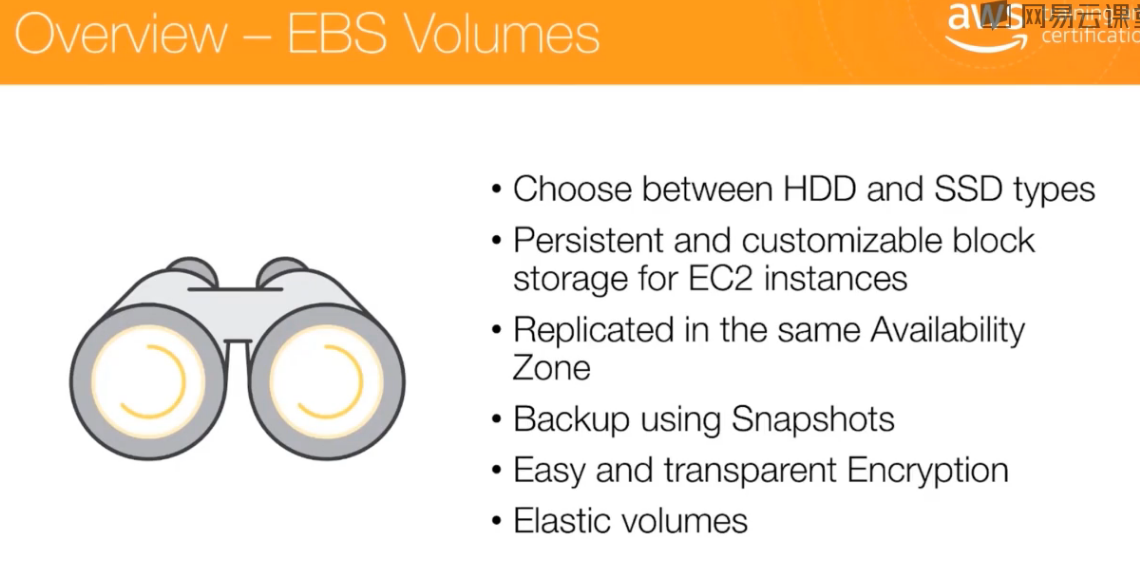 Overview – EBS Volumes
aws
网易云课堂
certificatio
• Choose between HDD and SSD types
• Persistent and customizable block
storage for EC2 instances
• Replicated in the same Availability
Zone
• Backup using Snapshots
• Easy and transparent Encryption
• Elastic volumes